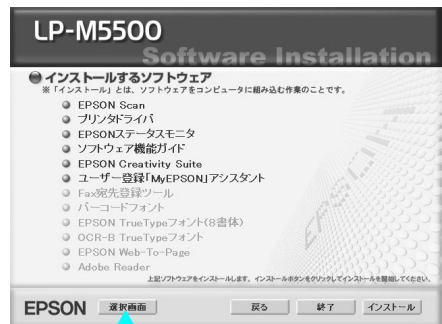 LP-M5500
Software Installation
インストールするソフトウェア
※「インストール」とは、ソフトウェアをコンピュータに組み込む作業のことです。
EPSON Scan
プリンタドライバ
EPSONステータスモニタ
ソフトウェア機能ガイド
EPSON Creativity Suite
ユーザー登録「MyEPSON」アシスタント
Fax宛先登録ツール
バーコードフォント
EPSON TrueTypeフォント(8書体)
OCR-B TrueTypeフォント
EPSON Web-To-Page
Adobe Reader
上記ソフトウェアをインストールします。インストールボタンをクリックしてインストールを開始してください。
EPSON 選択画面 戻る 終了 インストール
EPSON